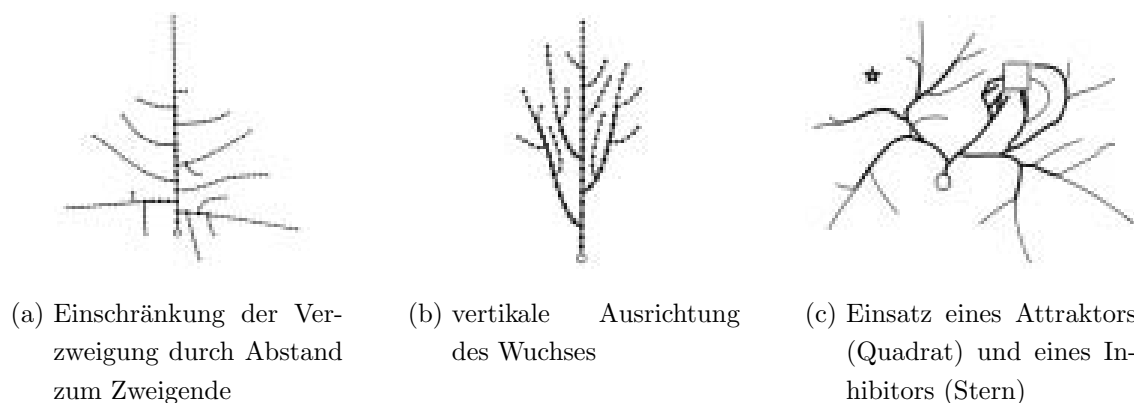 (a) Einschränkung der Ver-
zweigung durch Abstand
zum Zweigende
(b) vertikale Ausrichtung
des Wuchses
(c) Einsatz eines Attraktors
(Quadrat) und eines In-
hibitors (Stern)